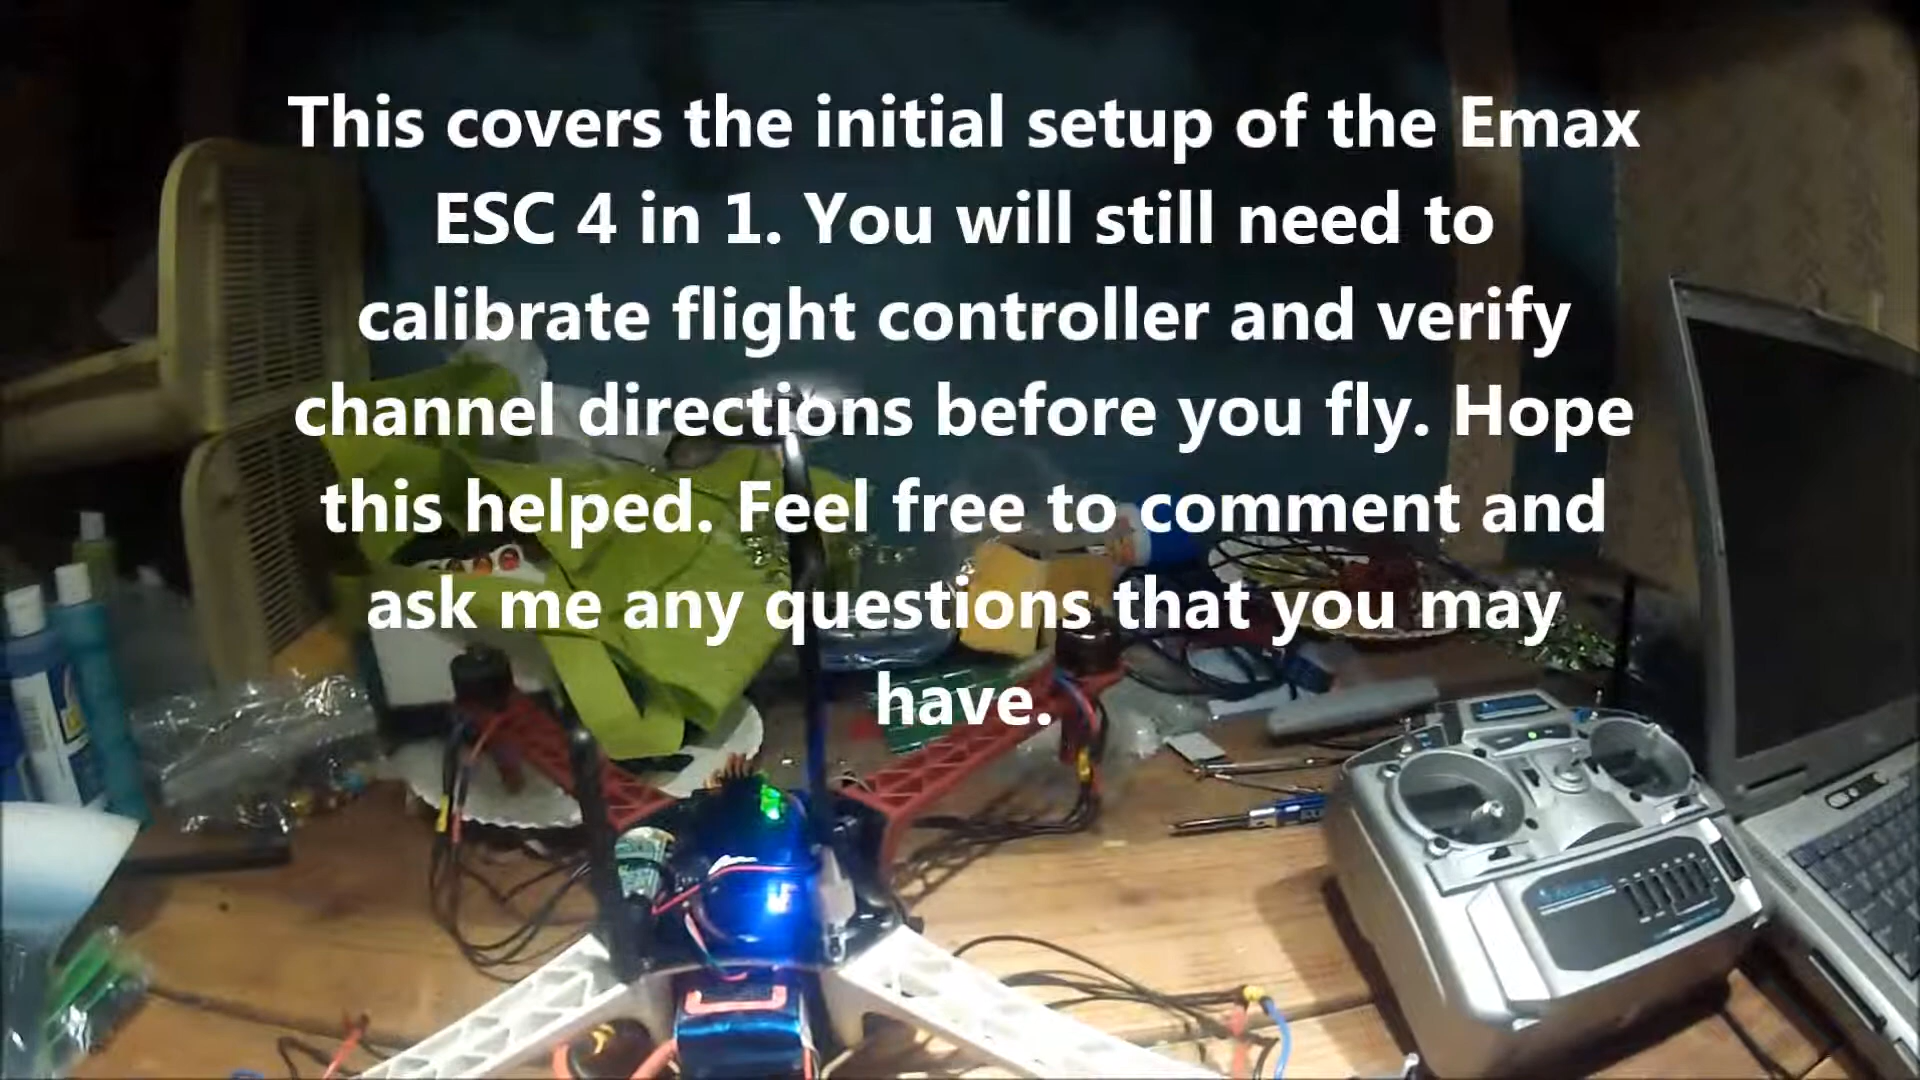 This covers the initial setup of the Emax
ESC 4 in 1. You will still need to
calibrate flight controller and verify
channel directions before you fly. Hope
this helped. Feel free to comment and
ask me any questions that you may
have.